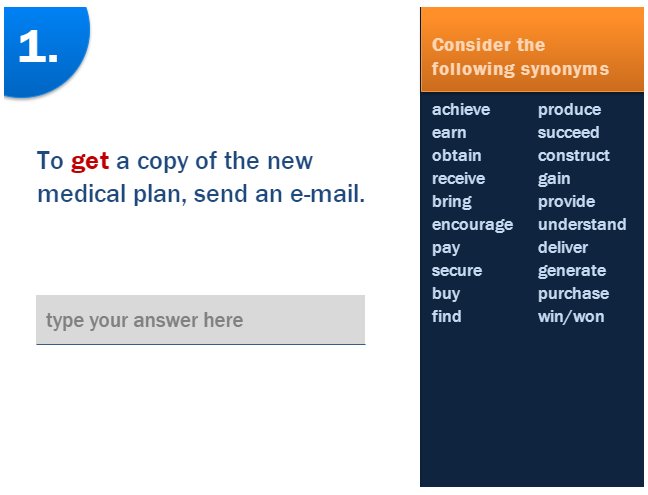 1.
To get a copy of the new
medical plan, send an e-mail.
type your answer here
Consider the
following synonyms
achieve produce
earn succeed
obtain construct
receive gain
bring provide
encourage understand
pay deliver
secure generate
buy purchase
find win/won